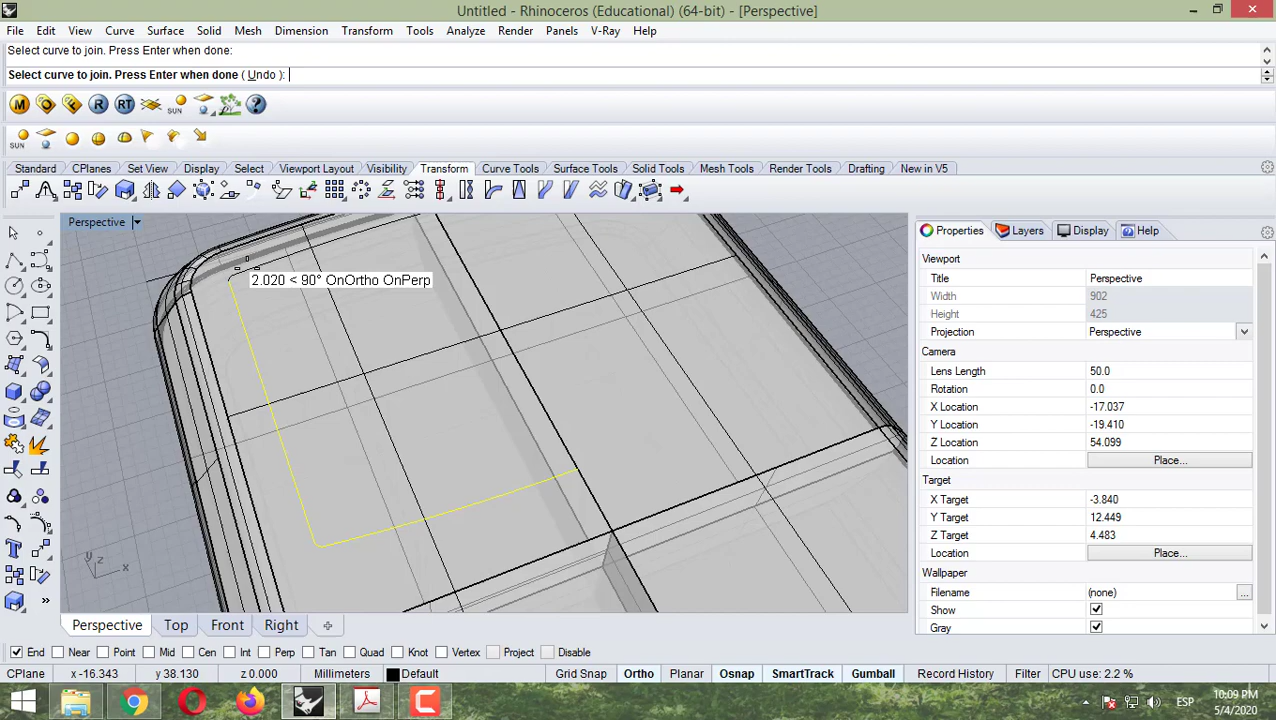 Untitled - Rhinoceros (Educational) (64-bit) - [Perspective]
File Edit View Curve Surface Solid Mesh Dimension Transform Tools Analyze Render Panels V-Ray Help
Select curve to join. Press Enter when done:
Select curve to join. Press Enter when done ( Undo ):
M O F R RT SUN ?
SUN
Standard CPlanes Set View Display Select Viewport Layout Visibility Transform Curve Tools Surface Tools Solid Tools Mesh Tools Render Tools Drafting New in V5
Perspective
2.020 < 90° OnOrtho OnPerp
y x
Properties Layers Display Help
Viewport
Title Perspective
Width 902
Height 425
Projection Perspective
Camera
Lens Length 50.0
Rotation 0.0
X Location -17.037
Y Location -19.410
Z Location 54.099
Location Place...
Target
X Target -3.840
Y Target 12.449
Z Target 4.483
Location Place...
Wallpaper
Filename (none) ...
Show
Gray
Perspective Top Front Right
End Near Point Mid Cen Int Perp Tan Quad Knot Vertex Project Disable
CPlane x -16.343 y 38.130 z 0.000 Millimeters Default Grid Snap Ortho Planar Osnap SmartTrack Gumball Record History Filter CPU use: 2.2 %
ESP
10:09 PM
5/4/2020